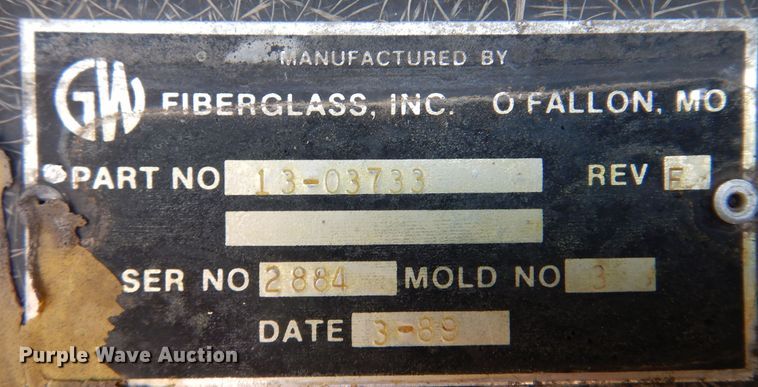 MANUFACTURED BY
GW FIBERGLASS, INC. O'FALLON, MO
PART NO 13-03733 REV F
SER NO 2884 MOLD NO 3
DATE 3-89
Purple Wave Auction